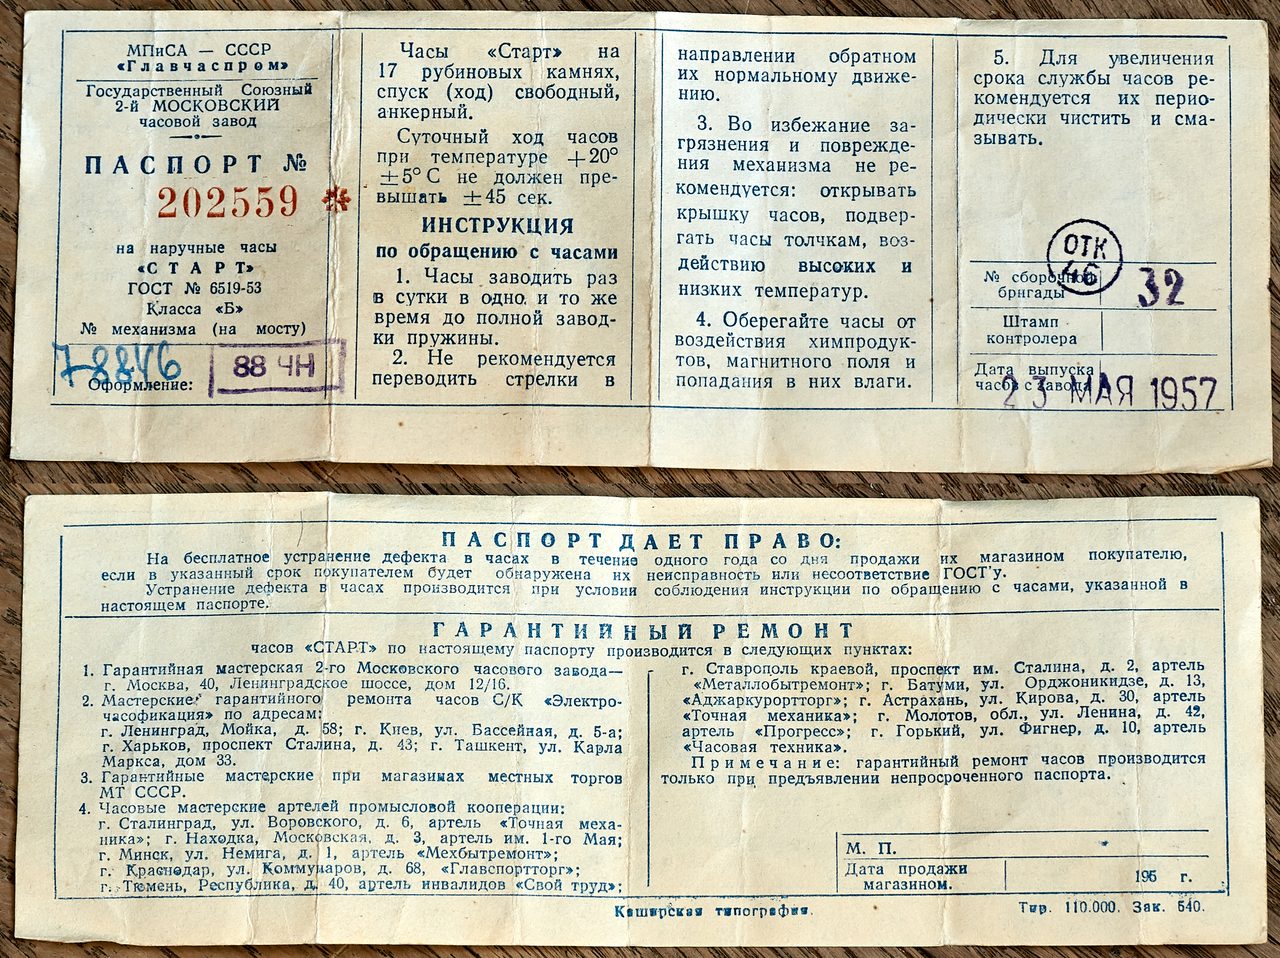 МПиСА — СССР
«Главчаспром»
Государственный Союзный
2-й МОСКОВСКИЙ
часовой завод
ПАСПОРТ №
202559 *
на наручные часы
«СТАРТ»
ГОСТ № 6519-53
Класса «Б»
№ механизма (на мосту)
7-8846
Оформление:
88 ЧН
Часы «Старт» на
17 рубиновых камнях,
спуск (ход) свободный,
анкерный.
Суточный ход часов
при температуре +20°
±5° С не должен пре-
вышать ±45 сек.
ИНСТРУКЦИЯ
по обращению с часами
1. Часы заводить раз
в сутки в одно, и то же
время до полной завод-
ки пружины.
2. Не рекомендуется
переводить стрелки в
направлении обратном
их нормальному движе-
нию.
3. Во избежание за-
грязнения и поврежде-
ния механизма не ре-
комендуется: открывать
крышку часов, подвер-
гать часы толчкам, воз-
действию высоких и
низких температур.
4. Оберегайте часы от
воздействия химпродук-
тов, магнитного поля и
попадания в них влаги.
5. Для увеличения
срока службы часов ре-
комендуется их перио-
дически чистить и сма-
зывать.
ОТК
46
№ сборочной
бригады
32
Штамп
контролера
Дата выпуска
часов с завода
23 МАЯ 1957
ПАСПОРТ ДАЕТ ПРАВО:
На бесплатное устранение дефекта в часах в течение одного года со дня продажи их магазином покупателю,
если в указанный срок покупателем будет обнаружена их неисправность или несоответствие ГОСТ'у.
Устранение дефекта в часах производится при условии соблюдения инструкции по обращению с часами, указанной в
настоящем паспорте.
ГАРАНТИЙНЫЙ РЕМОНТ
часов «СТАРТ» по настоящему паспорту производится в следующих пунктах:
1. Гарантийная мастерская 2-го Московского часового завода—
г. Москва, 40, Ленинградское шоссе, дом 12/16.
2. Мастерские гарантийного ремонта часов С/К «Электро-
часофикация» по адресам:
г. Ленинград, Мойка, д. 58; г. Киев, ул. Бассейная, д. 5-а;
г. Харьков, проспект Сталина, д. 43; г. Ташкент, ул. Карла
Маркса, дом 33.
3. Гарантийные мастерские при магазинах местных торгов
МТ СССР.
4. Часовые мастерские артелей промысловой кооперации:
г. Сталинград, ул. Воровского, д. 6, артель «Точная меха-
ника»; г. Находка, Московская, д. 3, артель им. 1-го Мая;
г. Минск, ул. Немига, д. 1, артель «Мехбытремонт»;
г. Краснодар, ул. Коммунаров, д. 68, «Главспортторг»;
г. Тюмень, Республика, д. 40, артель инвалидов «Свой труд»;
г. Ставрополь краевой, проспект им. Сталина, д. 2, артель
«Металлобытремонт»; г. Батуми, ул. Орджоникидзе, д. 13,
«Аджаркурортторг»; г. Астрахань, ул. Кирова, д. 30, артель
«Точная механика»; г. Молотов, обл., ул. Ленина, д. 42,
артель «Прогресс»; г. Горький, ул. Фигнер, д. 10, артель
«Часовая техника».
Примечание: гарантийный ремонт часов производится
только при предъявлении непросроченного паспорта.
М. П.
Дата продажи
магазином.
195 г.
Каширская типография.
Тир. 110.000. Зак. 540.